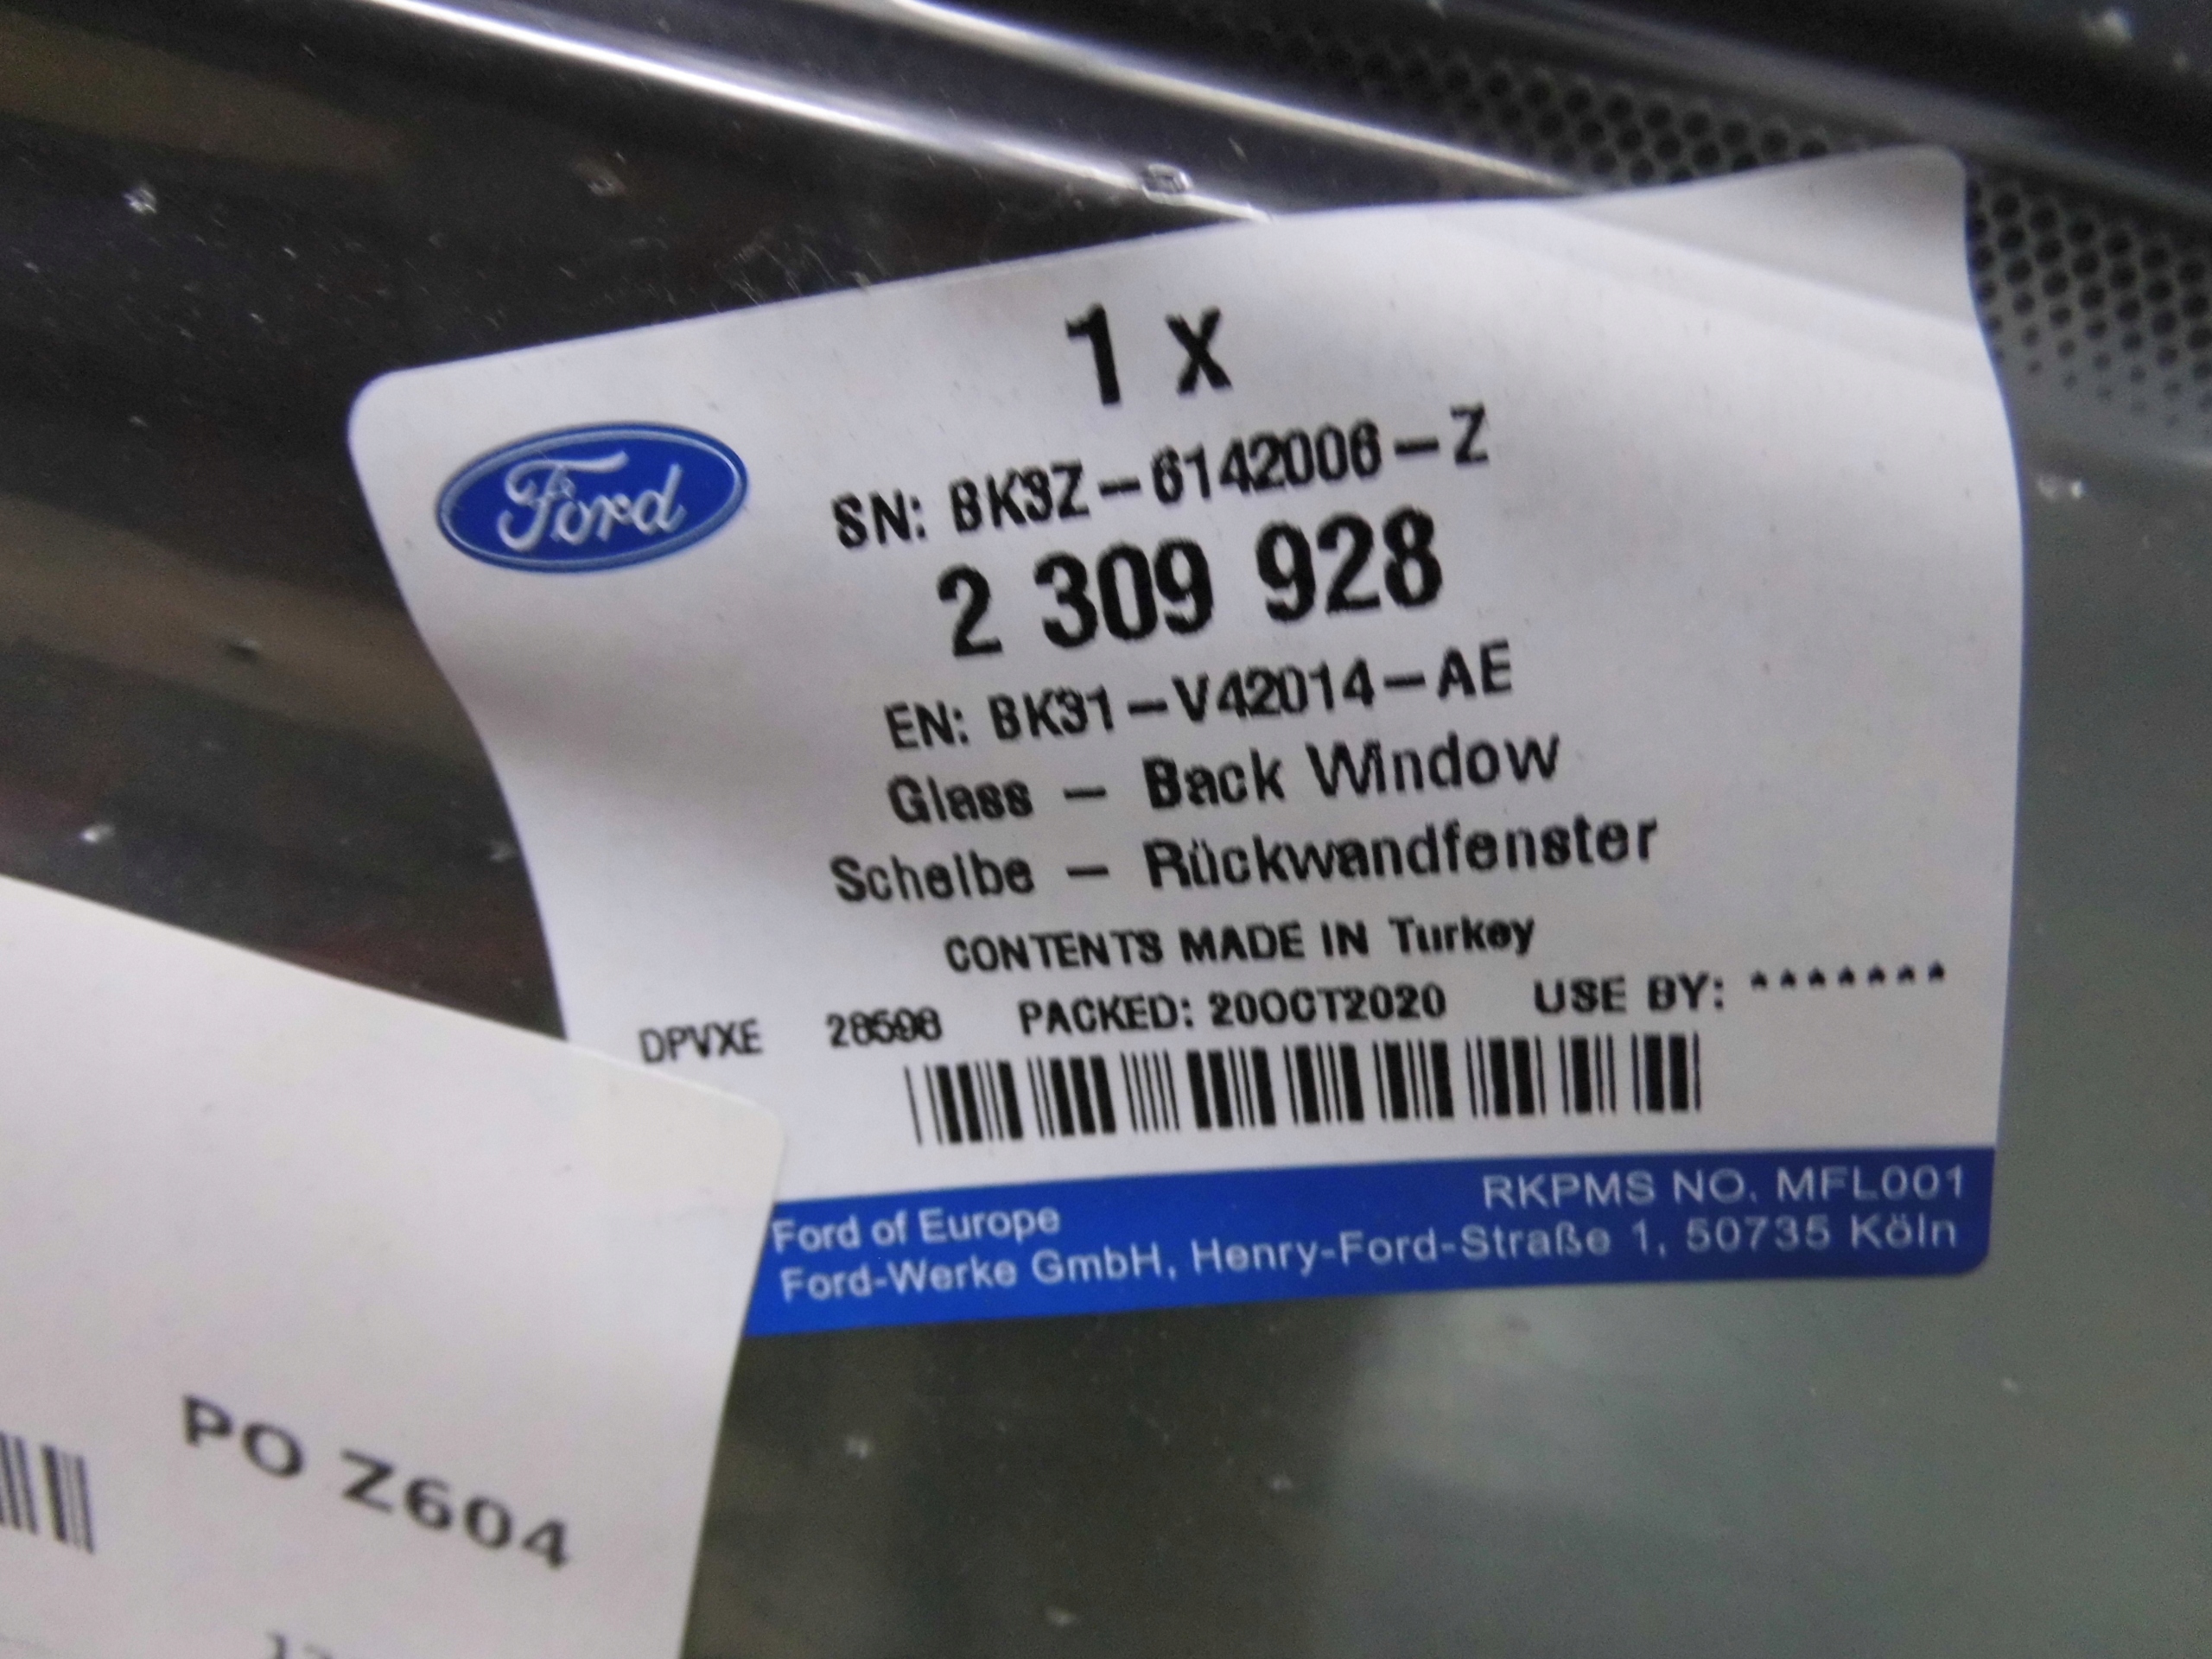 1 X
Ford
SN: BK3Z-6142006-Z
2 309 928
EN: BK31-V42014-AE
Glass - Back Window
Scheibe - Rückwandfenster
CONTENTS MADE IN Turkey
DPVXE 28598 PACKED: 20OCT2020 USE BY: *******
RKPMS NO. MFL001
Ford of Europe
Ford-Werke GmbH, Henry-Ford-Straße 1, 50735 Köln
PO Z604